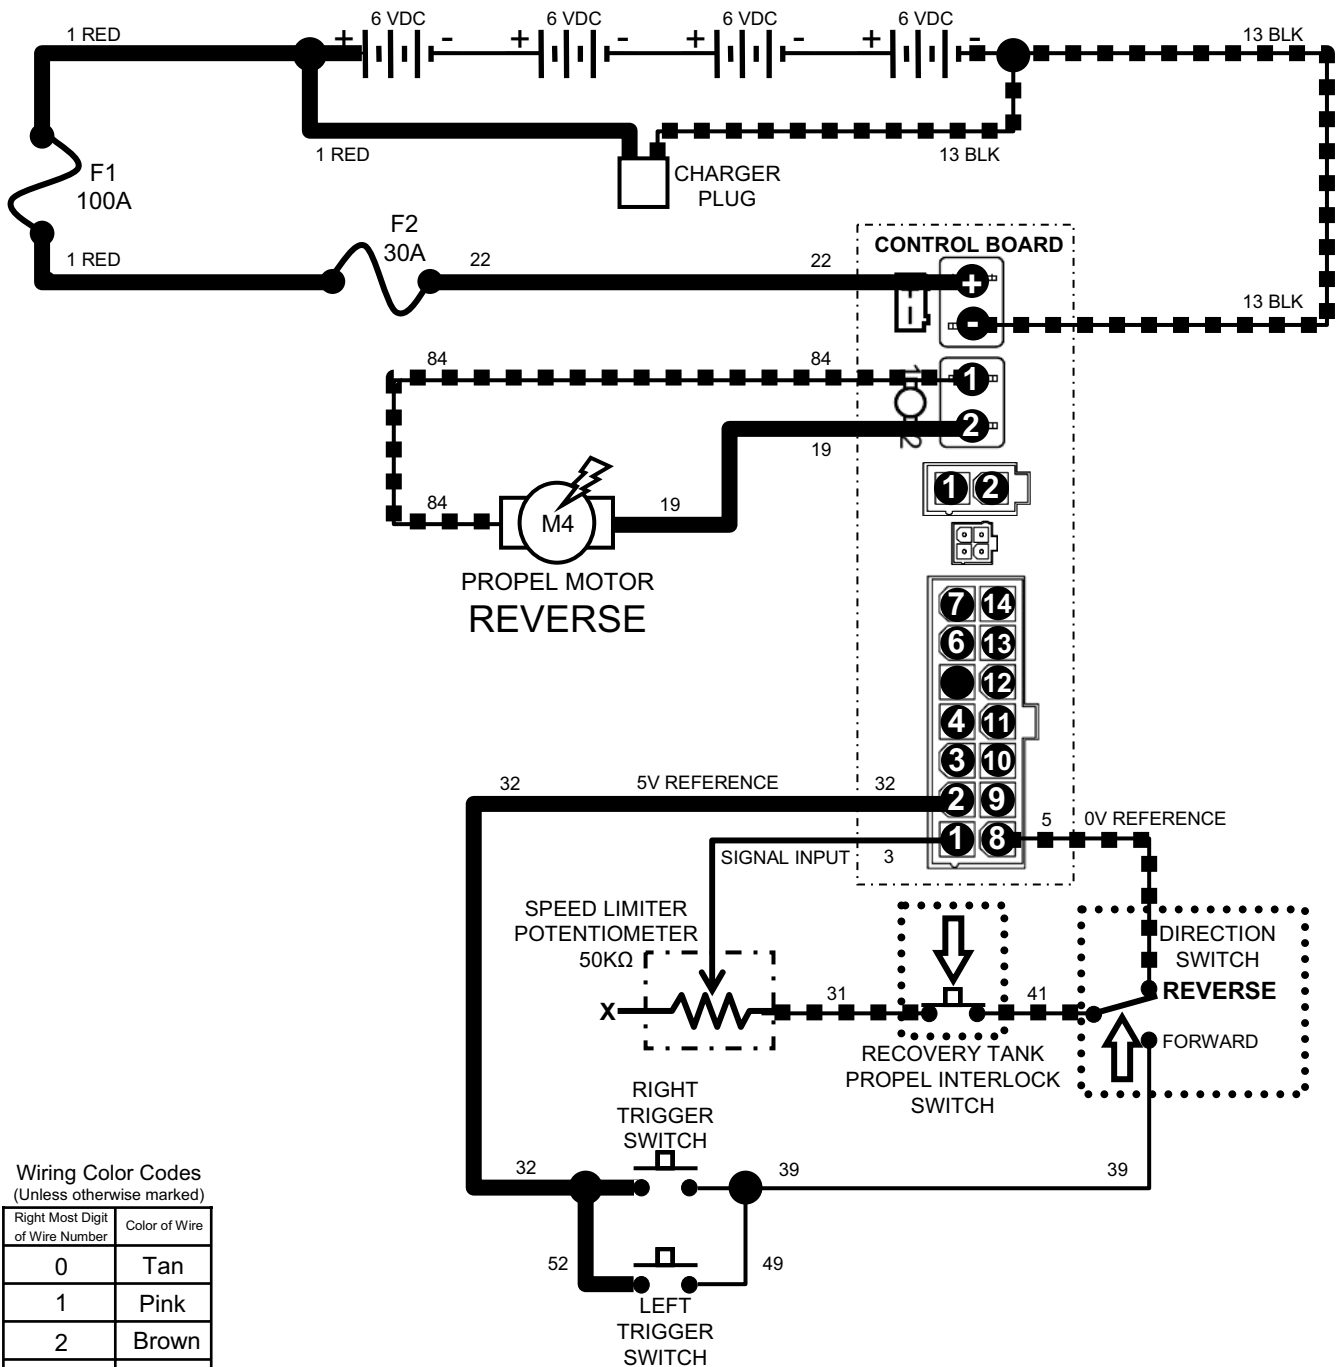 6 VDC 6 VDC 6 VDC 6 VDC
1 RED + - + - + - + - 13 BLK
1 RED 13 BLK
CHARGER
PLUG
F1
100A
F2
30A
1 RED 22 22
CONTROL BOARD
+
-
13 BLK
84 84
1
1
2
2
19
84 M4 19
PROPEL MOTOR
REVERSE
1 2
7 14
6 13
12
4 11
3 10
32 5V REFERENCE 32 2 9
1 8 5 0V REFERENCE
SIGNAL INPUT 3
SPEED LIMITER
POTENTIOMETER
50KΩ
X
31
41
DIRECTION
SWITCH
REVERSE
FORWARD
RECOVERY TANK
PROPEL INTERLOCK
SWITCH
RIGHT
TRIGGER
SWITCH
32 39 39
52 49
LEFT
TRIGGER
SWITCH
Wiring Color Codes
(Unless otherwise marked)
Right Most Digit
of Wire Number
Color of Wire
0 Tan
1 Pink
2 Brown